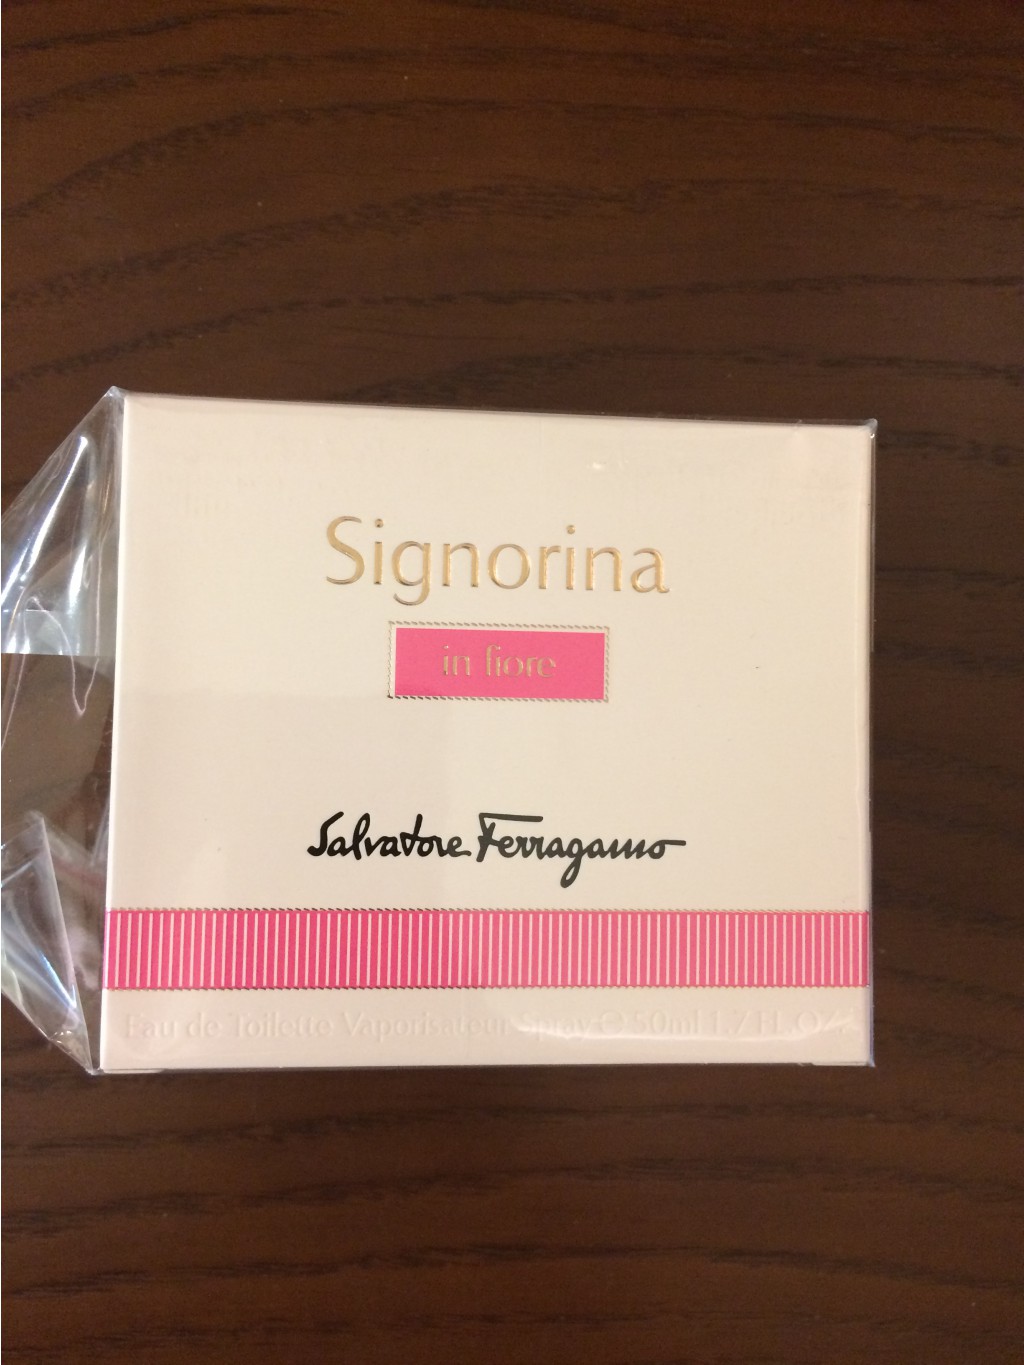 Signorina
in fiore
Salvatore Ferragamo
Eau de Toilette Vaporisateur Spray ℮ 50ml 1.7 FL.OZ.